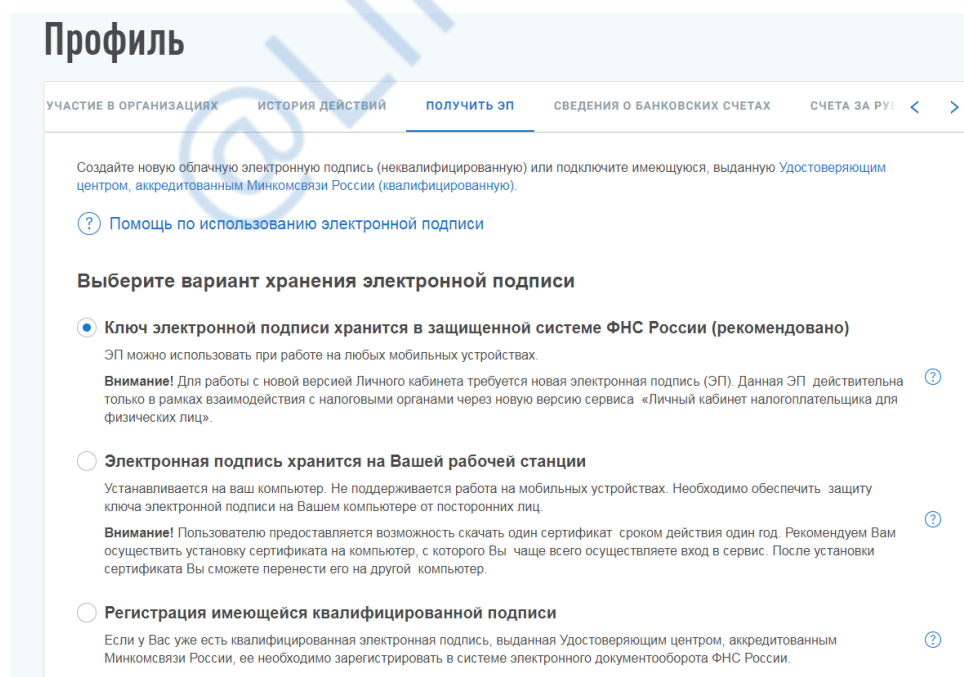 Профиль
УЧАСТИЕ В ОРГАНИЗАЦИЯХ ИСТОРИЯ ДЕЙСТВИЙ ПОЛУЧИТЬ ЭП СВЕДЕНИЯ О БАНКОВСКИХ СЧЕТАХ СЧЕТА ЗА РУБ
Создайте новую облачную электронную подпись (неквалифицированную) или подключите имеющуюся, выданную Удостоверяющим
центром, аккредитованным Минкомсвязи России (квалифицированную).
? Помощь по использованию электронной подписи
Выберите вариант хранения электронной подписи
Ключ электронной подписи хранится в защищенной системе ФНС России (рекомендовано)
ЭП можно использовать при работе на любых мобильных устройствах.
Внимание! Для работы с новой версией Личного кабинета требуется новая электронная подпись (ЭП). Данная ЭП действительна
?
только в рамках взаимодействия с налоговыми органами через новую версию сервиса «Личный кабинет налогоплательщика для
физических лиц».
Электронная подпись хранится на Вашей рабочей станции
Устанавливается на ваш компьютер. Не поддерживается работа на мобильных устройствах. Необходимо обеспечить защиту
ключа электронной подписи на Вашем компьютере от посторонних лиц.
?
Внимание! Пользователю предоставляется возможность скачать один сертификат сроком действия один год. Рекомендуем Вам
осуществить установку сертификата на компьютер, с которого Вы чаще всего осуществляете вход в сервис. После установки
сертификата Вы сможете перенести его на другой компьютер.
Регистрация имеющейся квалифицированной подписи
Если у Вас уже есть квалифицированная электронная подпись, выданная Удостоверяющим центром, аккредитованным
?
Минкомсвязи России, ее необходимо зарегистрировать в системе электронного документооборота ФНС России.